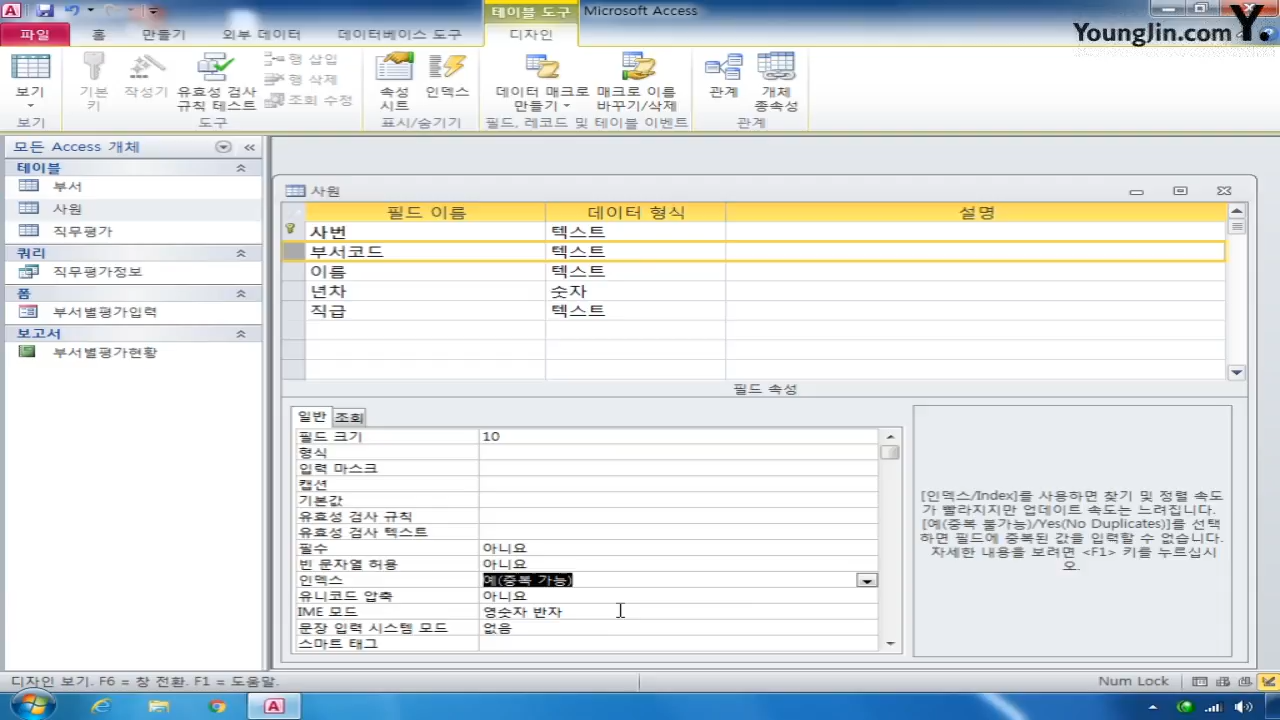 테이블 도구
Microsoft Access
YoungJin.com Y.
파일
홈
만들기
외부 데이터
데이터베이스 도구
디자인
보기
기본 키
작성기
유효성 검사 규칙 테스트
행 삽입
행 삭제
조회 수정
속성 시트
인덱스
데이터 매크로 만들기
매크로 이름 바꾸기/삭제
관계
개체 종속성
보기
도구
표시/숨기기
필드, 레코드 및 테이블 이벤트
관계
모든 Access 개체
테이블
부서
사원
직무평가
쿼리
직무평가정보
폼
부서별평가입력
보고서
부서별평가현황
사원
필드 이름 데이터 형식 설명
사번 텍스트
부서코드 텍스트
이름 텍스트
년차 숫자
직급 텍스트
필드 속성
일반 조회
필드 크기 10
형식
입력 마스크
캡션
기본값
유효성 검사 규칙
유효성 검사 텍스트
필수 아니요
빈 문자열 허용 아니요
인덱스 예(중복 가능)
유니코드 압축 아니요
IME 모드 영숫자 반자
문장 입력 시스템 모드 없음
스마트 태그
[인덱스/Index]를 사용하면 찾기 및 정렬 속도
가 빨라지지만 업데이트 속도는 느려집니다.
[예(중복 불가능)/Yes(No Duplicates)]를 선택
하면 필드에 중복된 값을 입력할 수 없습니다.
자세한 내용을 보려면 <F1> 키를 누르십시
오.
디자인 보기. F6 = 창 전환. F1 = 도움말.
Num Lock